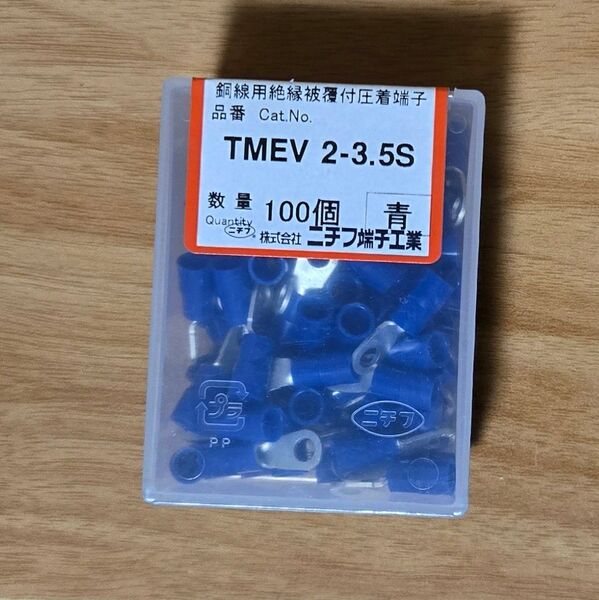 銅線用絶縁被覆付圧着端子
品番 Cat.No.
TMEV 2-3.5S
数量 100個 青
Quantity
ニチフ® 株式会社 ニチフ端子工業
プラ ニチフ
PP